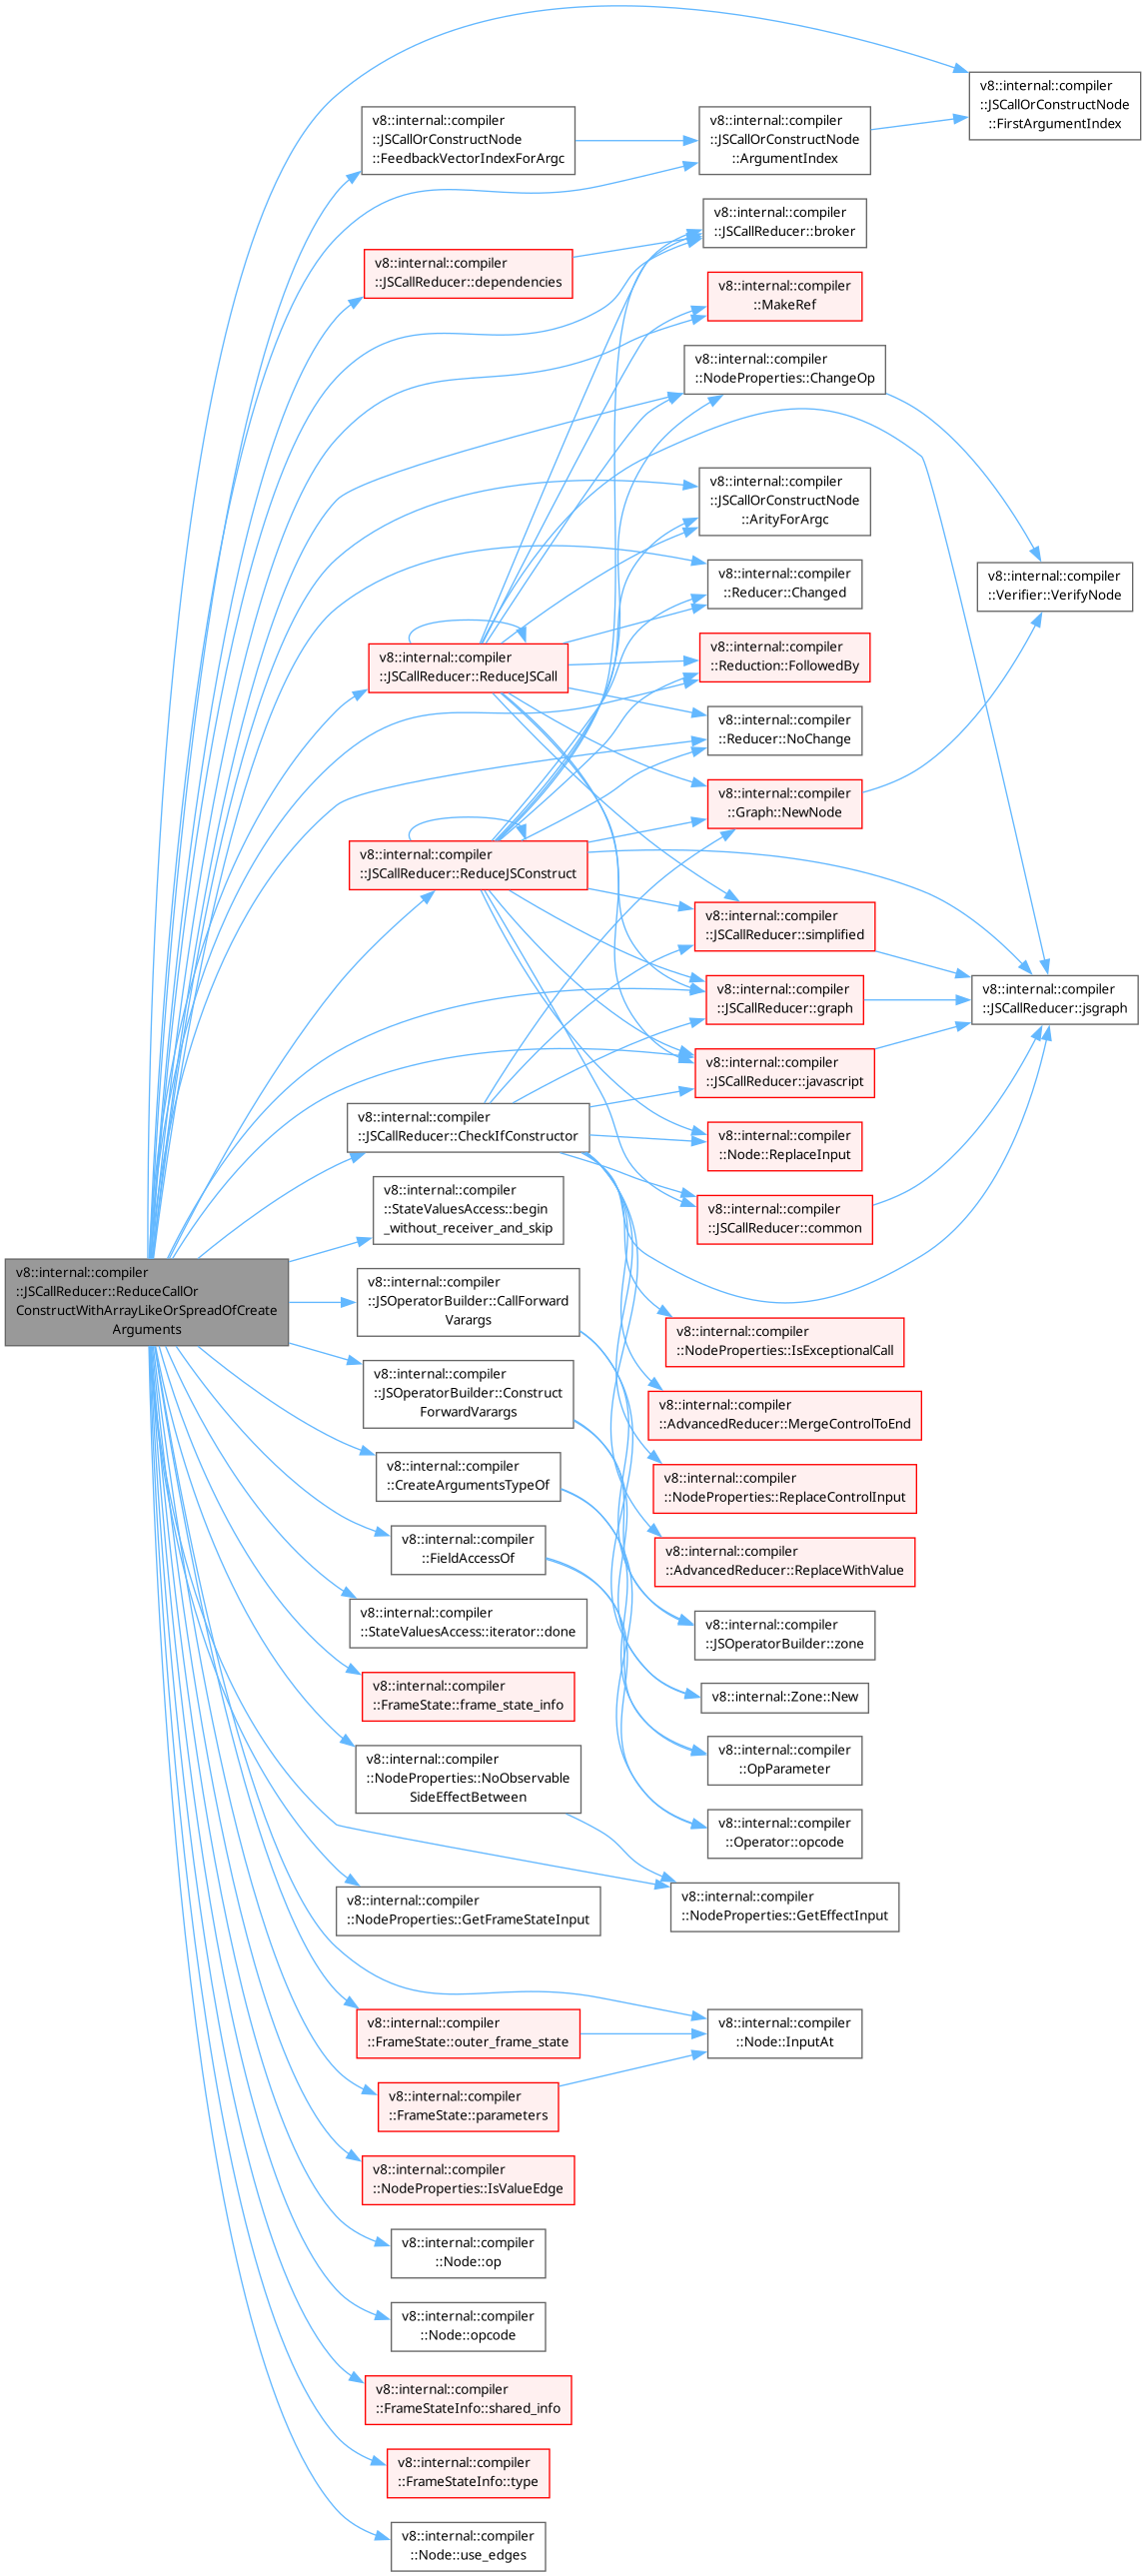 v8::internal::compiler
::JSCallOrConstructNode
::FirstArgumentIndex
v8::internal::compiler
::JSCallOrConstructNode
::FeedbackVectorIndexForArgc
v8::internal::compiler
::JSCallOrConstructNode
::ArgumentIndex
v8::internal::compiler
::JSCallReducer::broker
v8::internal::compiler
::JSCallReducer::dependencies
v8::internal::compiler
::MakeRef
v8::internal::compiler
::NodeProperties::ChangeOp
v8::internal::compiler
::JSCallOrConstructNode
::ArityForArgc
v8::internal::compiler
::Reducer::Changed
v8::internal::compiler
::Verifier::VerifyNode
v8::internal::compiler
::JSCallReducer::ReduceJSCall
v8::internal::compiler
::Reduction::FollowedBy
v8::internal::compiler
::Reducer::NoChange
v8::internal::compiler
::Graph::NewNode
v8::internal::compiler
::JSCallReducer::ReduceJSConstruct
v8::internal::compiler
::JSCallReducer::simplified
v8::internal::compiler
::JSCallReducer::graph
v8::internal::compiler
::JSCallReducer::jsgraph
v8::internal::compiler
::JSCallReducer::javascript
v8::internal::compiler
::JSCallReducer::CheckIfConstructor
v8::internal::compiler
::Node::ReplaceInput
v8::internal::compiler
::StateValuesAccess::begin
_without_receiver_and_skip
v8::internal::compiler
::JSCallReducer::common
v8::internal::compiler
::JSCallReducer::ReduceCallOr
ConstructWithArrayLikeOrSpreadOfCreate
Arguments
v8::internal::compiler
::JSOperatorBuilder::CallForward
Varargs
v8::internal::compiler
::NodeProperties::IsExceptionalCall
v8::internal::compiler
::JSOperatorBuilder::Construct
ForwardVarargs
v8::internal::compiler
::AdvancedReducer::MergeControlToEnd
v8::internal::compiler
::CreateArgumentsTypeOf
v8::internal::compiler
::NodeProperties::ReplaceControlInput
v8::internal::compiler
::FieldAccessOf
v8::internal::compiler
::AdvancedReducer::ReplaceWithValue
v8::internal::compiler
::StateValuesAccess::iterator::done
v8::internal::compiler
::JSOperatorBuilder::zone
v8::internal::compiler
::FrameState::frame_state_info
v8::internal::Zone::New
v8::internal::compiler
::NodeProperties::NoObservable
SideEffectBetween
v8::internal::compiler
::OpParameter
v8::internal::compiler
::Operator::opcode
v8::internal::compiler
::NodeProperties::GetFrameStateInput
v8::internal::compiler
::NodeProperties::GetEffectInput
v8::internal::compiler
::FrameState::outer_frame_state
v8::internal::compiler
::Node::InputAt
v8::internal::compiler
::FrameState::parameters
v8::internal::compiler
::NodeProperties::IsValueEdge
v8::internal::compiler
::Node::op
v8::internal::compiler
::Node::opcode
v8::internal::compiler
::FrameStateInfo::shared_info
v8::internal::compiler
::FrameStateInfo::type
v8::internal::compiler
::Node::use_edges